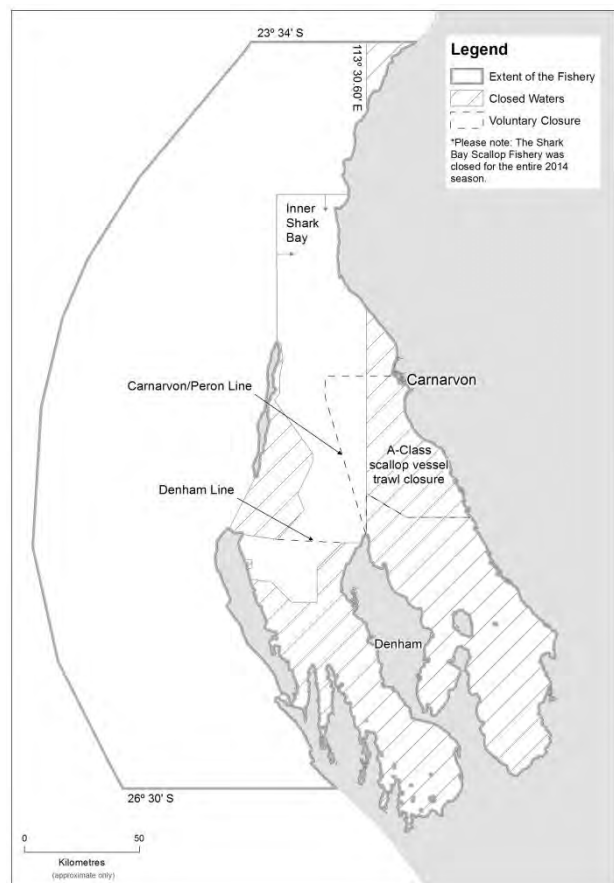 23º 34' S
113º 30.60' E
Legend
Extent of the Fishery
Closed Waters
Voluntary Closure
*Please note: The Shark
Bay Scallop Fishery was
closed for the entire 2014
season.
Inner
Shark
Bay
Carnarvon/Peron Line
Carnarvon
A-Class
scallop vessel
trawl closure
Denham Line
Denham
26º 30' S
0 50
Kilometres
(approximate only)